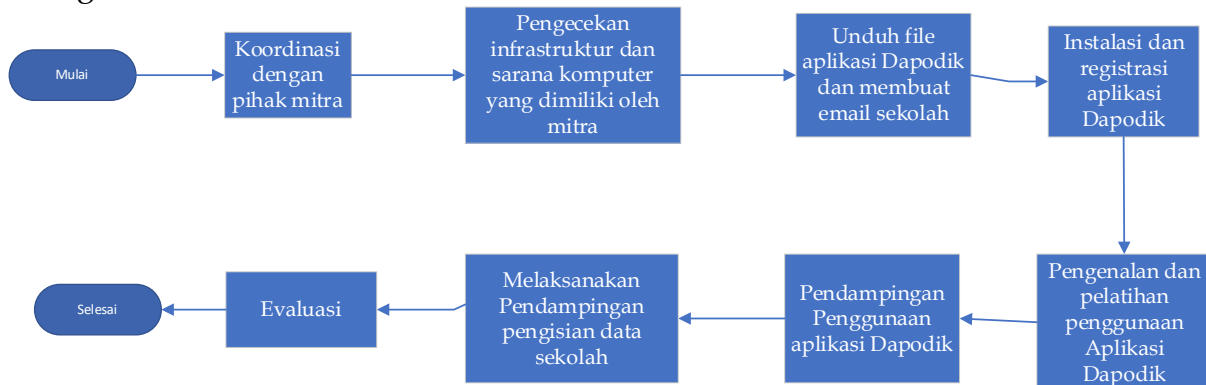 Mulai
Koordinasi
dengan
pihak mitra
Pengecekan
infrastruktur dan
sarana komputer
yang dimiliki oleh
mitra
Unduh file
aplikasi Dapodik
dan membuat
email sekolah
Instalasi dan
registrasi
aplikasi
Dapodik
Pengenalan dan
pelatihan
penggunaan
Aplikasi
Dapodik
Pendampingan
Penggunaan
aplikasi Dapodik
Melaksanakan
Pendampingan
pengisian data
sekolah
Evaluasi
Selesai